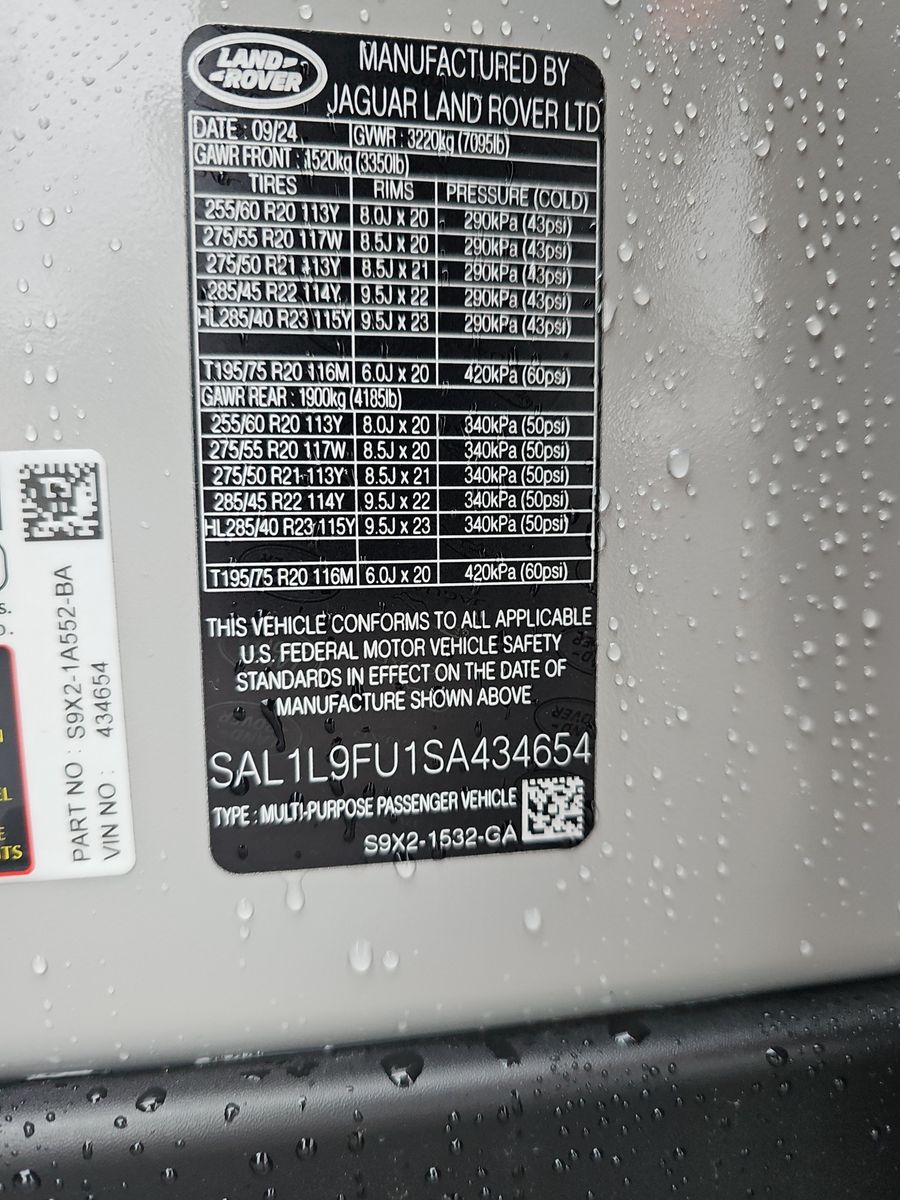 LAND
ROVER
MANUFACTURED BY
JAGUAR LAND ROVER LTD
DATE : 09/24 GVWR : 3220kg (7095lb)
GAWR FRONT : 1520kg (3350lb)
TIRES RIMS PRESSURE (COLD)
255/60 R20 113Y 8.0J x 20 290kPa (43psi)
275/55 R20 117W 8.5J x 20 290kPa (43psi)
275/50 R21 113Y 8.5J x 21 290kPa (43psi)
285/45 R22 114Y 9.5J x 22 290kPa (43psi)
HL285/40 R23 115Y 9.5J x 23 290kPa (43psi)
T195/75 R20 116M 6.0J x 20 420kPa (60psi)
GAWR REAR : 1900kg (4185lb)
255/60 R20 113Y 8.0J x 20 340kPa (50psi)
275/55 R20 117W 8.5J x 20 340kPa (50psi)
275/50 R21 113Y 8.5J x 21 340kPa (50psi)
285/45 R22 114Y 9.5J x 22 340kPa (50psi)
HL285/40 R23 115Y 9.5J x 23 340kPa (50psi)
T195/75 R20 116M 6.0J x 20 420kPa (60psi)
THIS VEHICLE CONFORMS TO ALL APPLICABLE
U.S. FEDERAL MOTOR VEHICLE SAFETY
STANDARDS IN EFFECT ON THE DATE OF
MANUFACTURE SHOWN ABOVE
SAL1L9FU1SA434654
TYPE : MULTI-PURPOSE PASSENGER VEHICLE
S9X2-1532-GA
PART NO : S9X2-1A552-BA
VIN NO : 434654